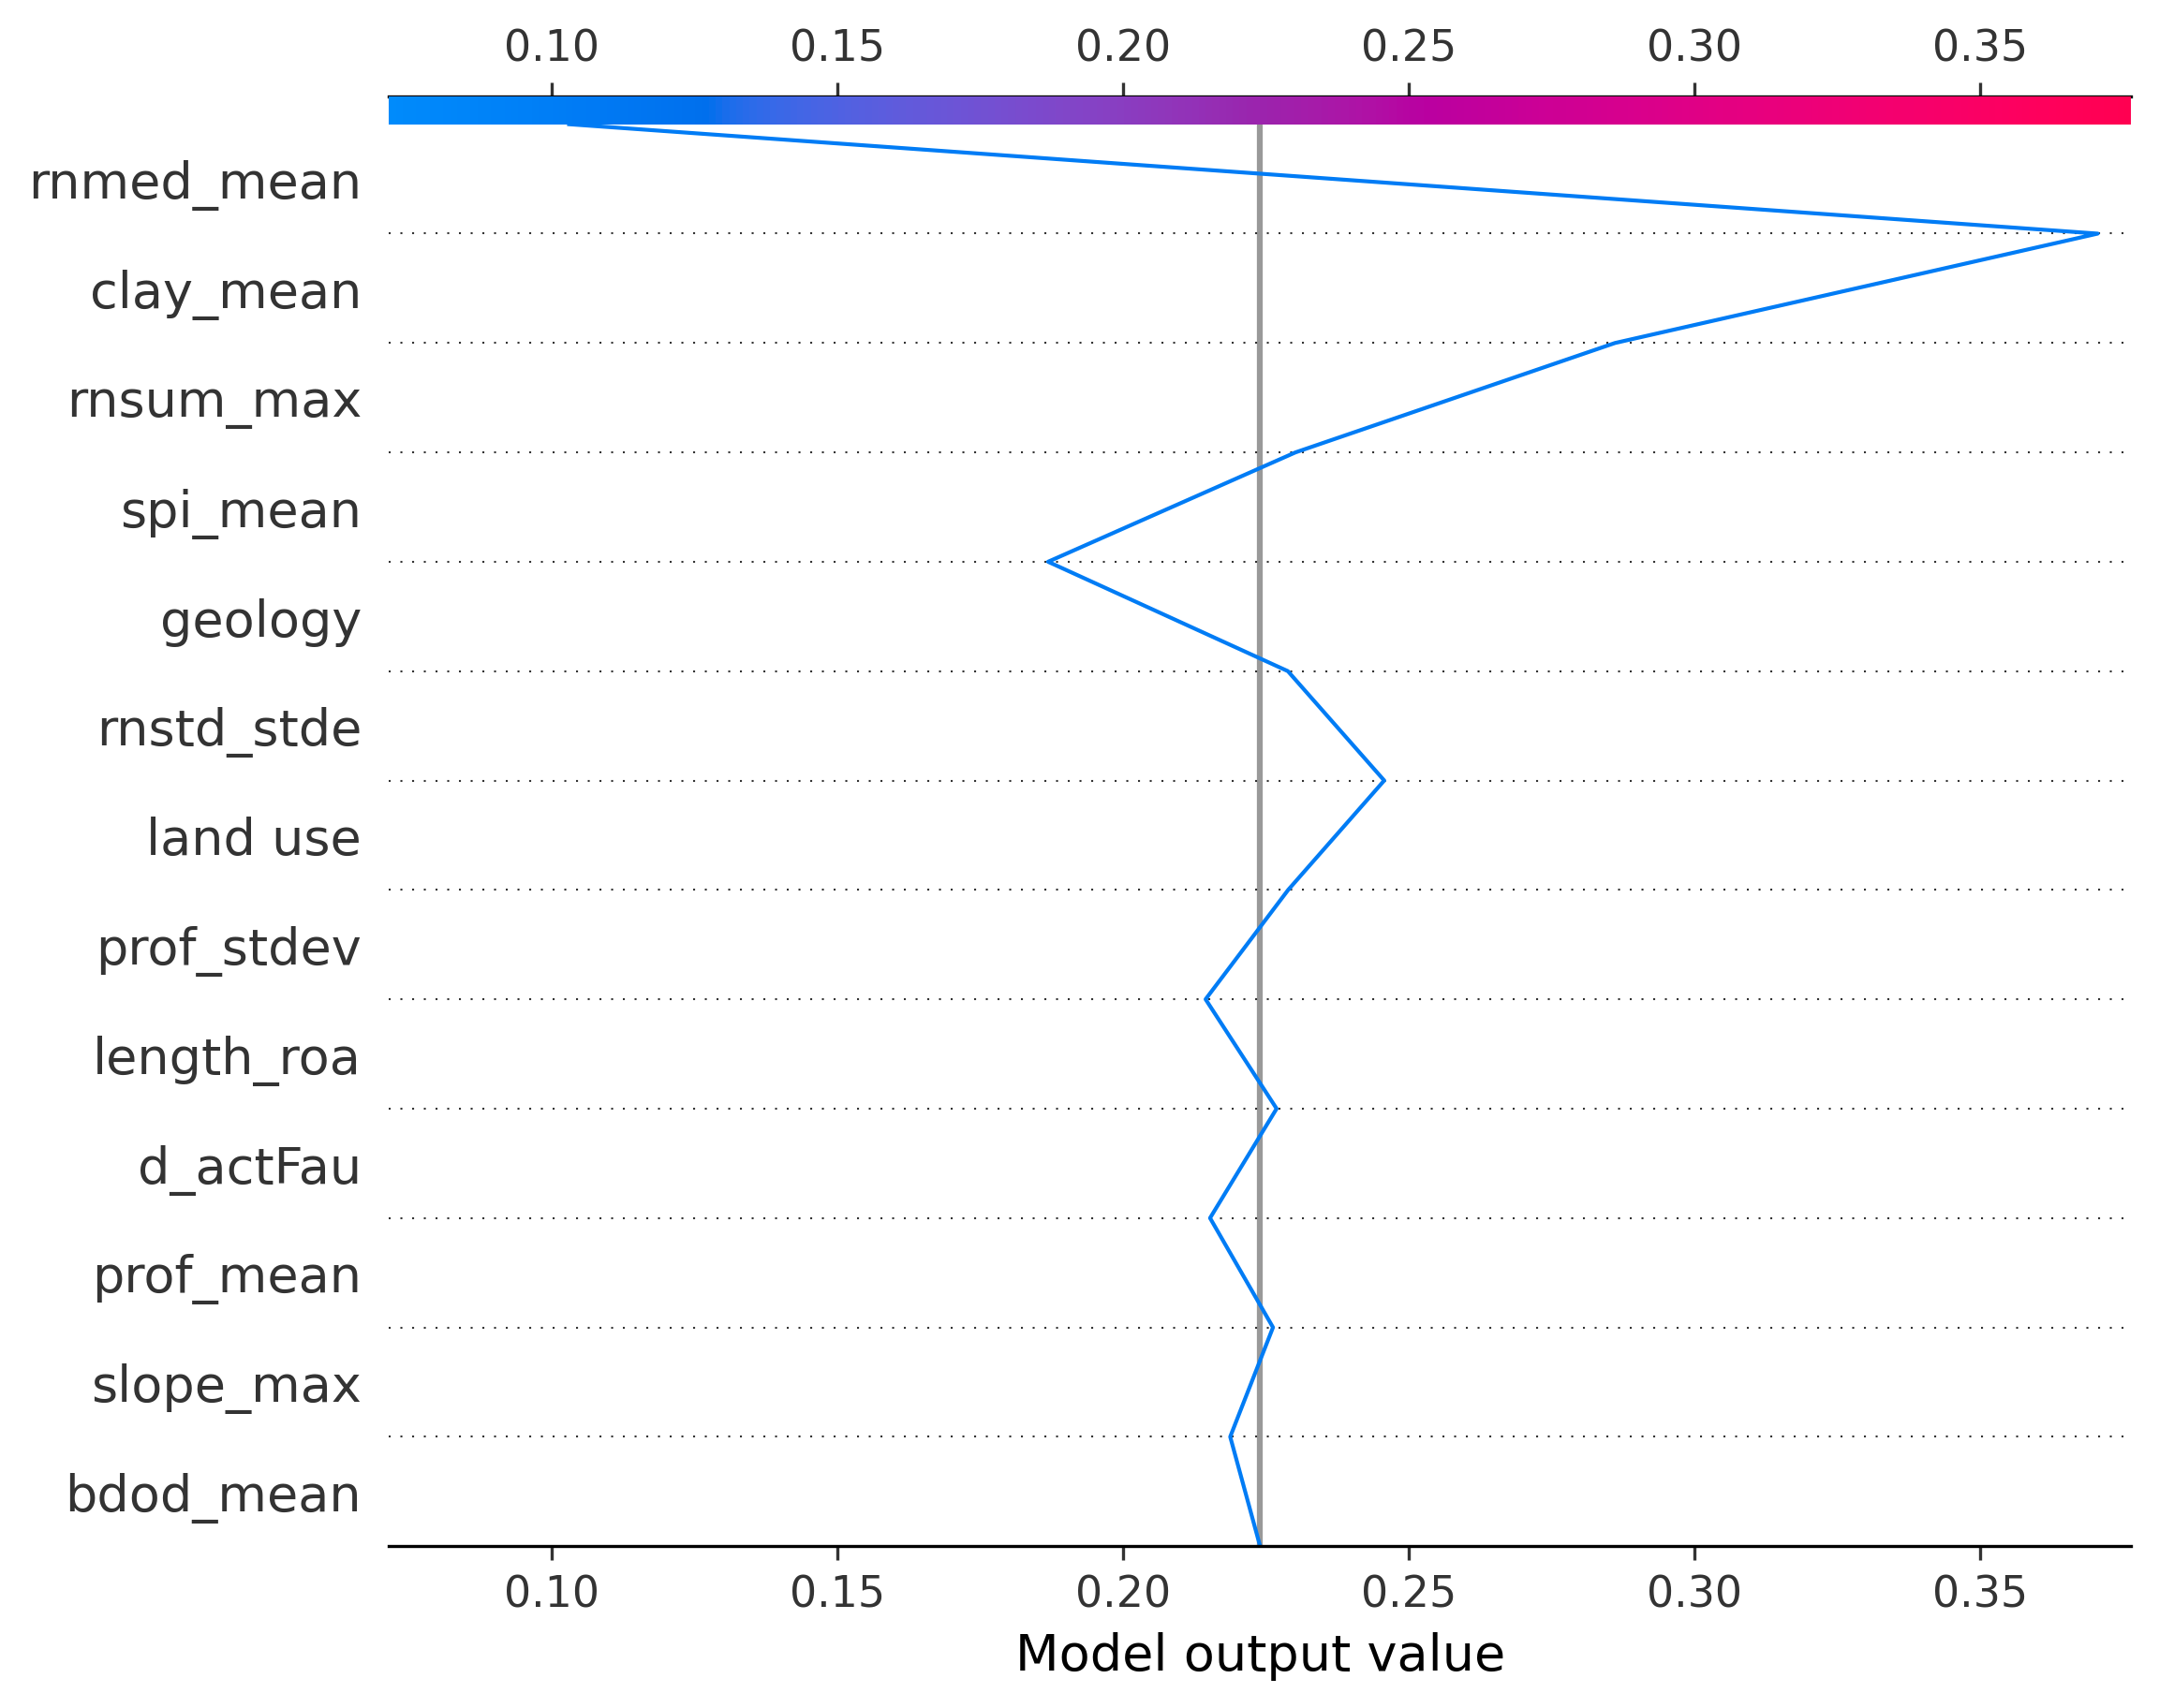 0.10 0.15 0.20 0.25 0.30 0.35
rnmed_mean
clay_mean
rnsum_max
spi_mean
geology
rnstd_stde
land use
prof_stdev
length_roa
d_actFau
prof_mean
slope_max
bdod_mean
0.10 0.15 0.20 0.25 0.30 0.35
Model output value